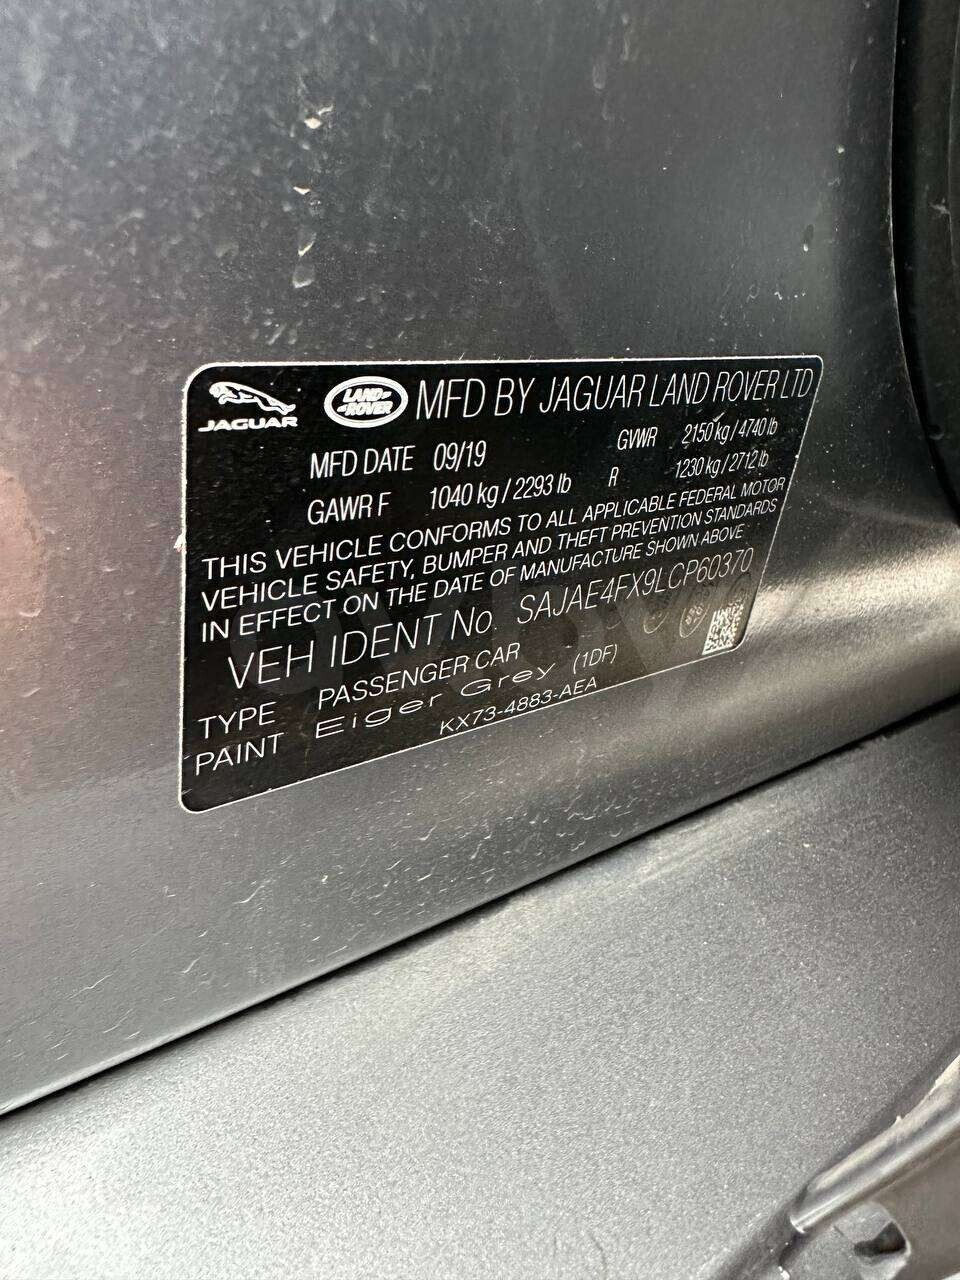 JAGUAR LAND ROVER MFD BY JAGUAR LAND ROVER LTD
MFD DATE 09/19 GVWR 2150 kg / 4740 lb
GAWR F 1040 kg / 2293 lb R 1230 kg / 2712 lb
THIS VEHICLE CONFORMS TO ALL APPLICABLE FEDERAL MOTOR
VEHICLE SAFETY, BUMPER AND THEFT PREVENTION STANDARDS
IN EFFECT ON THE DATE OF MANUFACTURE SHOWN ABOVE
VEH IDENT No. SAJAE4FX9LCP60370
TYPE PASSENGER CAR
PAINT Eiger Grey (1DF)
KX73-4883-AEA